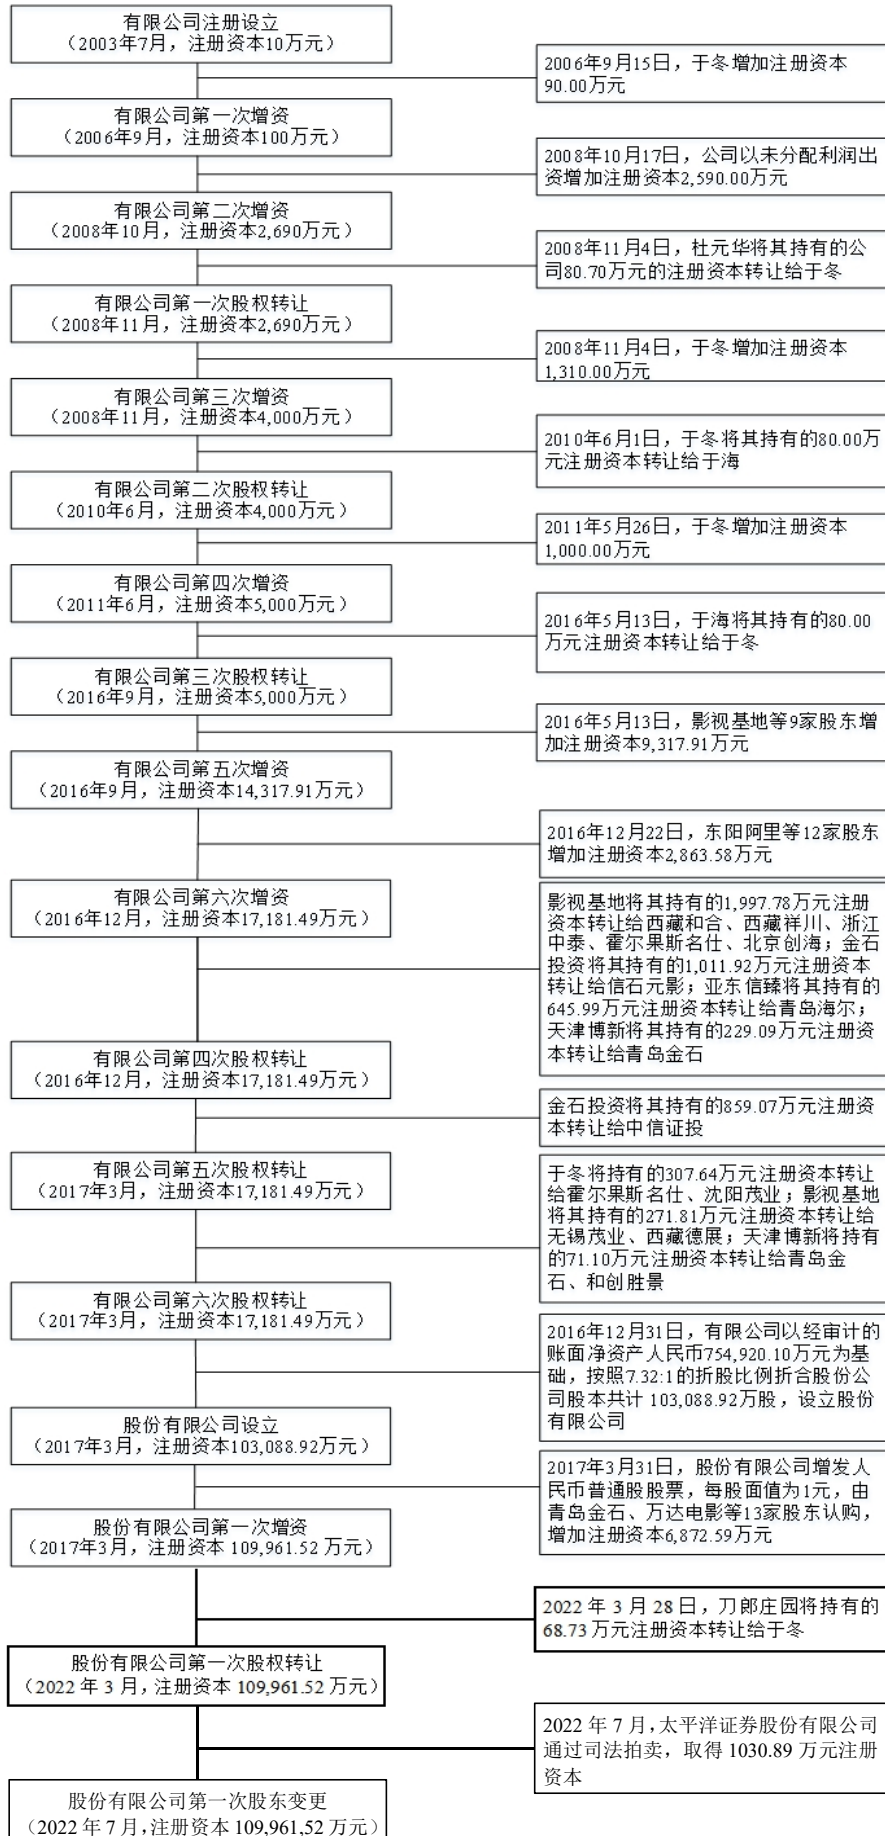 有限公司注册设立
（2003年7月，注册资本10万元）
2006年9月15日，于冬增加注册资本
90.00万元
有限公司第一次增资
（2006年9月，注册资本100万元）
2008年10月17日，公司以未分配利润出
资增加注册资本2,590.00万元
有限公司第二次增资
（2008年10月，注册资本2,690万元）
2008年11月4日，杜元华将其持有的公
司80.70万元的注册资本转让给于冬
有限公司第一次股权转让
（2008年11月，注册资本2,690万元）
2008年11月4日，于冬增加注册资本
1,310.00万元
有限公司第三次增资
（2008年11月，注册资本4,000万元）
2010年6月1日，于冬将其持有的80.00万
元注册资本转让给于海
有限公司第二次股权转让
（2010年6月，注册资本4,000万元）
2011年5月26日，于冬增加注册资本
1,000.00万元
有限公司第四次增资
（2011年6月，注册资本5,000万元）
2016年5月13日，于海将其持有的80.00
万元注册资本转让给于冬
有限公司第三次股权转让
（2016年9月，注册资本5,000万元）
2016年5月13日，影视基地等9家股东增
加注册资本9,317.91万元
有限公司第五次增资
（2016年9月，注册资本14,317.91万元）
2016年12月22日，东阳阿里等12家股东
增加注册资本2,863.58万元
有限公司第六次增资
（2016年12月，注册资本17,181.49万元）
影视基地将其持有的1,997.78万元注册
资本转让给西藏和合、西藏祥川、浙江
中泰、霍尔果斯名仕、北京创海；金石
投资将其持有的1,011.92万元注册资本
转让给信石元影；亚东信臻将其持有的
645.99万元注册资本转让给青岛海尔；
天津博新将其持有的229.09万元注册资
本转让给青岛金石
有限公司第四次股权转让
（2016年12月，注册资本17,181.49万元）
金石投资将其持有的859.07万元注册资
本转让给中信证投
有限公司第五次股权转让
（2017年3月，注册资本17,181.49万元）
于冬将持有的307.64万元注册资本转让
给霍尔果斯名仕、沈阳茂业；影视基地
将其持有的271.81万元注册资本转让给
无锡茂业、西藏德展；天津博新将持有
的71.10万元注册资本转让给青岛金
石、和创胜景
有限公司第六次股权转让
（2017年3月，注册资本17,181.49万元）
2016年12月31日，有限公司以经审计的
账面净资产人民币754,920.10万元为基
础，按照7.32:1的折股比例折合股份公
司股本共计 103,088.92万股，设立股份
有限公司
股份有限公司设立
（2017年3月，注册资本103,088.92万元）
2017年3月31日，股份有限公司增发人
民币普通股股票，每股面值为1元，由
青岛金石、万达电影等13家股东认购，
增加注册资本6,872.59万元
股份有限公司第一次增资
（2017年3月，注册资本 109,961.52 万元）
2022 年 3 月 28 日，刀郎庄园将持有的
68.73 万元注册资本转让给于冬
股份有限公司第一次股权转让
（2022 年 3 月，注册资本 109,961.52 万元）
2022 年 7 月，太平洋证券股份有限公司
通过司法拍卖，取得 1030.89 万元注册
资本
股份有限公司第一次股东变更
（2022 年 7 月，注册资本 109,961,52 万元）